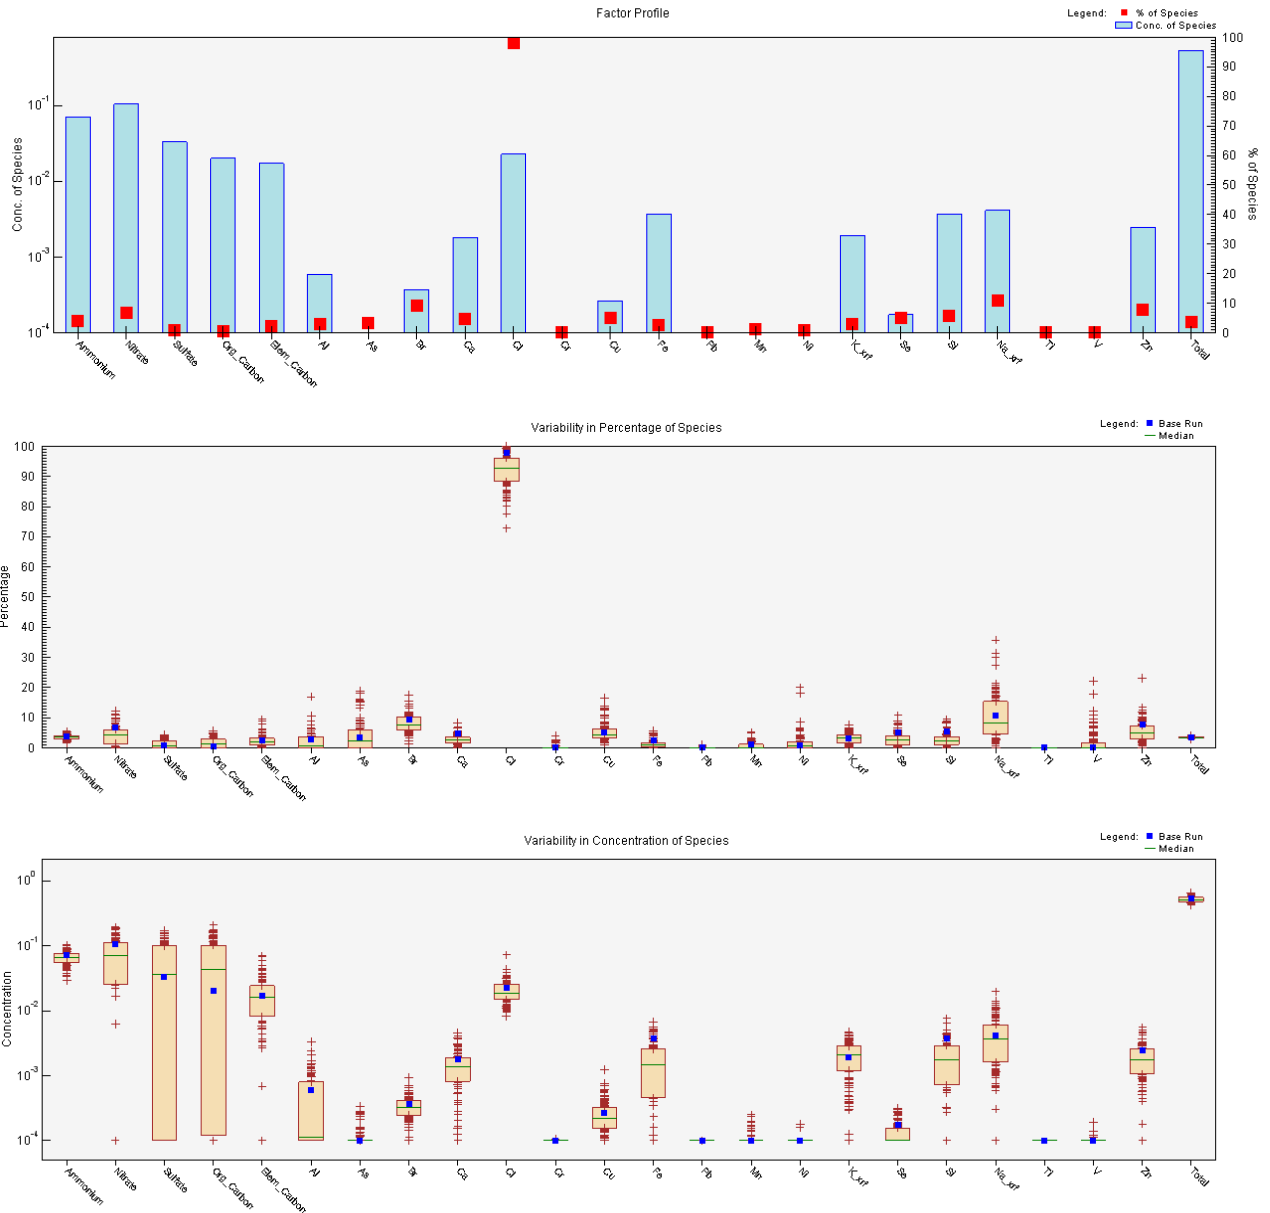 Factor Profile
Legend: % of Species
Conc. of Species
Conc. of Species
10^-1
10^-2
10^-3
10^-4
100
90
80
70
60
50
40
30
20
10
0
% of Species
Ammonium
Nitrate
Sulfate
Org_Carbon
Elem_Carbon
Al
As
Br
Ca
Cl
Cr
Cu
Fe
Pb
Mn
Ni
K_xrf
Se
Si
Na_xrf
Ti
V
Zn
Total
Variability in Percentage of Species
Legend: Base Run
Median
Percentage
100
90
80
70
60
50
40
30
20
10
0
Ammonium
Nitrate
Sulfate
Org_Carbon
Elem_Carbon
Al
As
Br
Ca
Cl
Cr
Cu
Fe
Pb
Mn
Ni
K_xrf
Se
Si
Na_xrf
Ti
V
Zn
Total
Variability in Concentration of Species
Legend: Base Run
Median
Concentration
10^0
10^-1
10^-2
10^-3
10^-4
Ammonium
Nitrate
Sulfate
Org_Carbon
Elem_Carbon
Al
As
Br
Ca
Cl
Cr
Cu
Fe
Pb
Mn
Ni
K_xrf
Se
Si
Na_xrf
Ti
V
Zn
Total